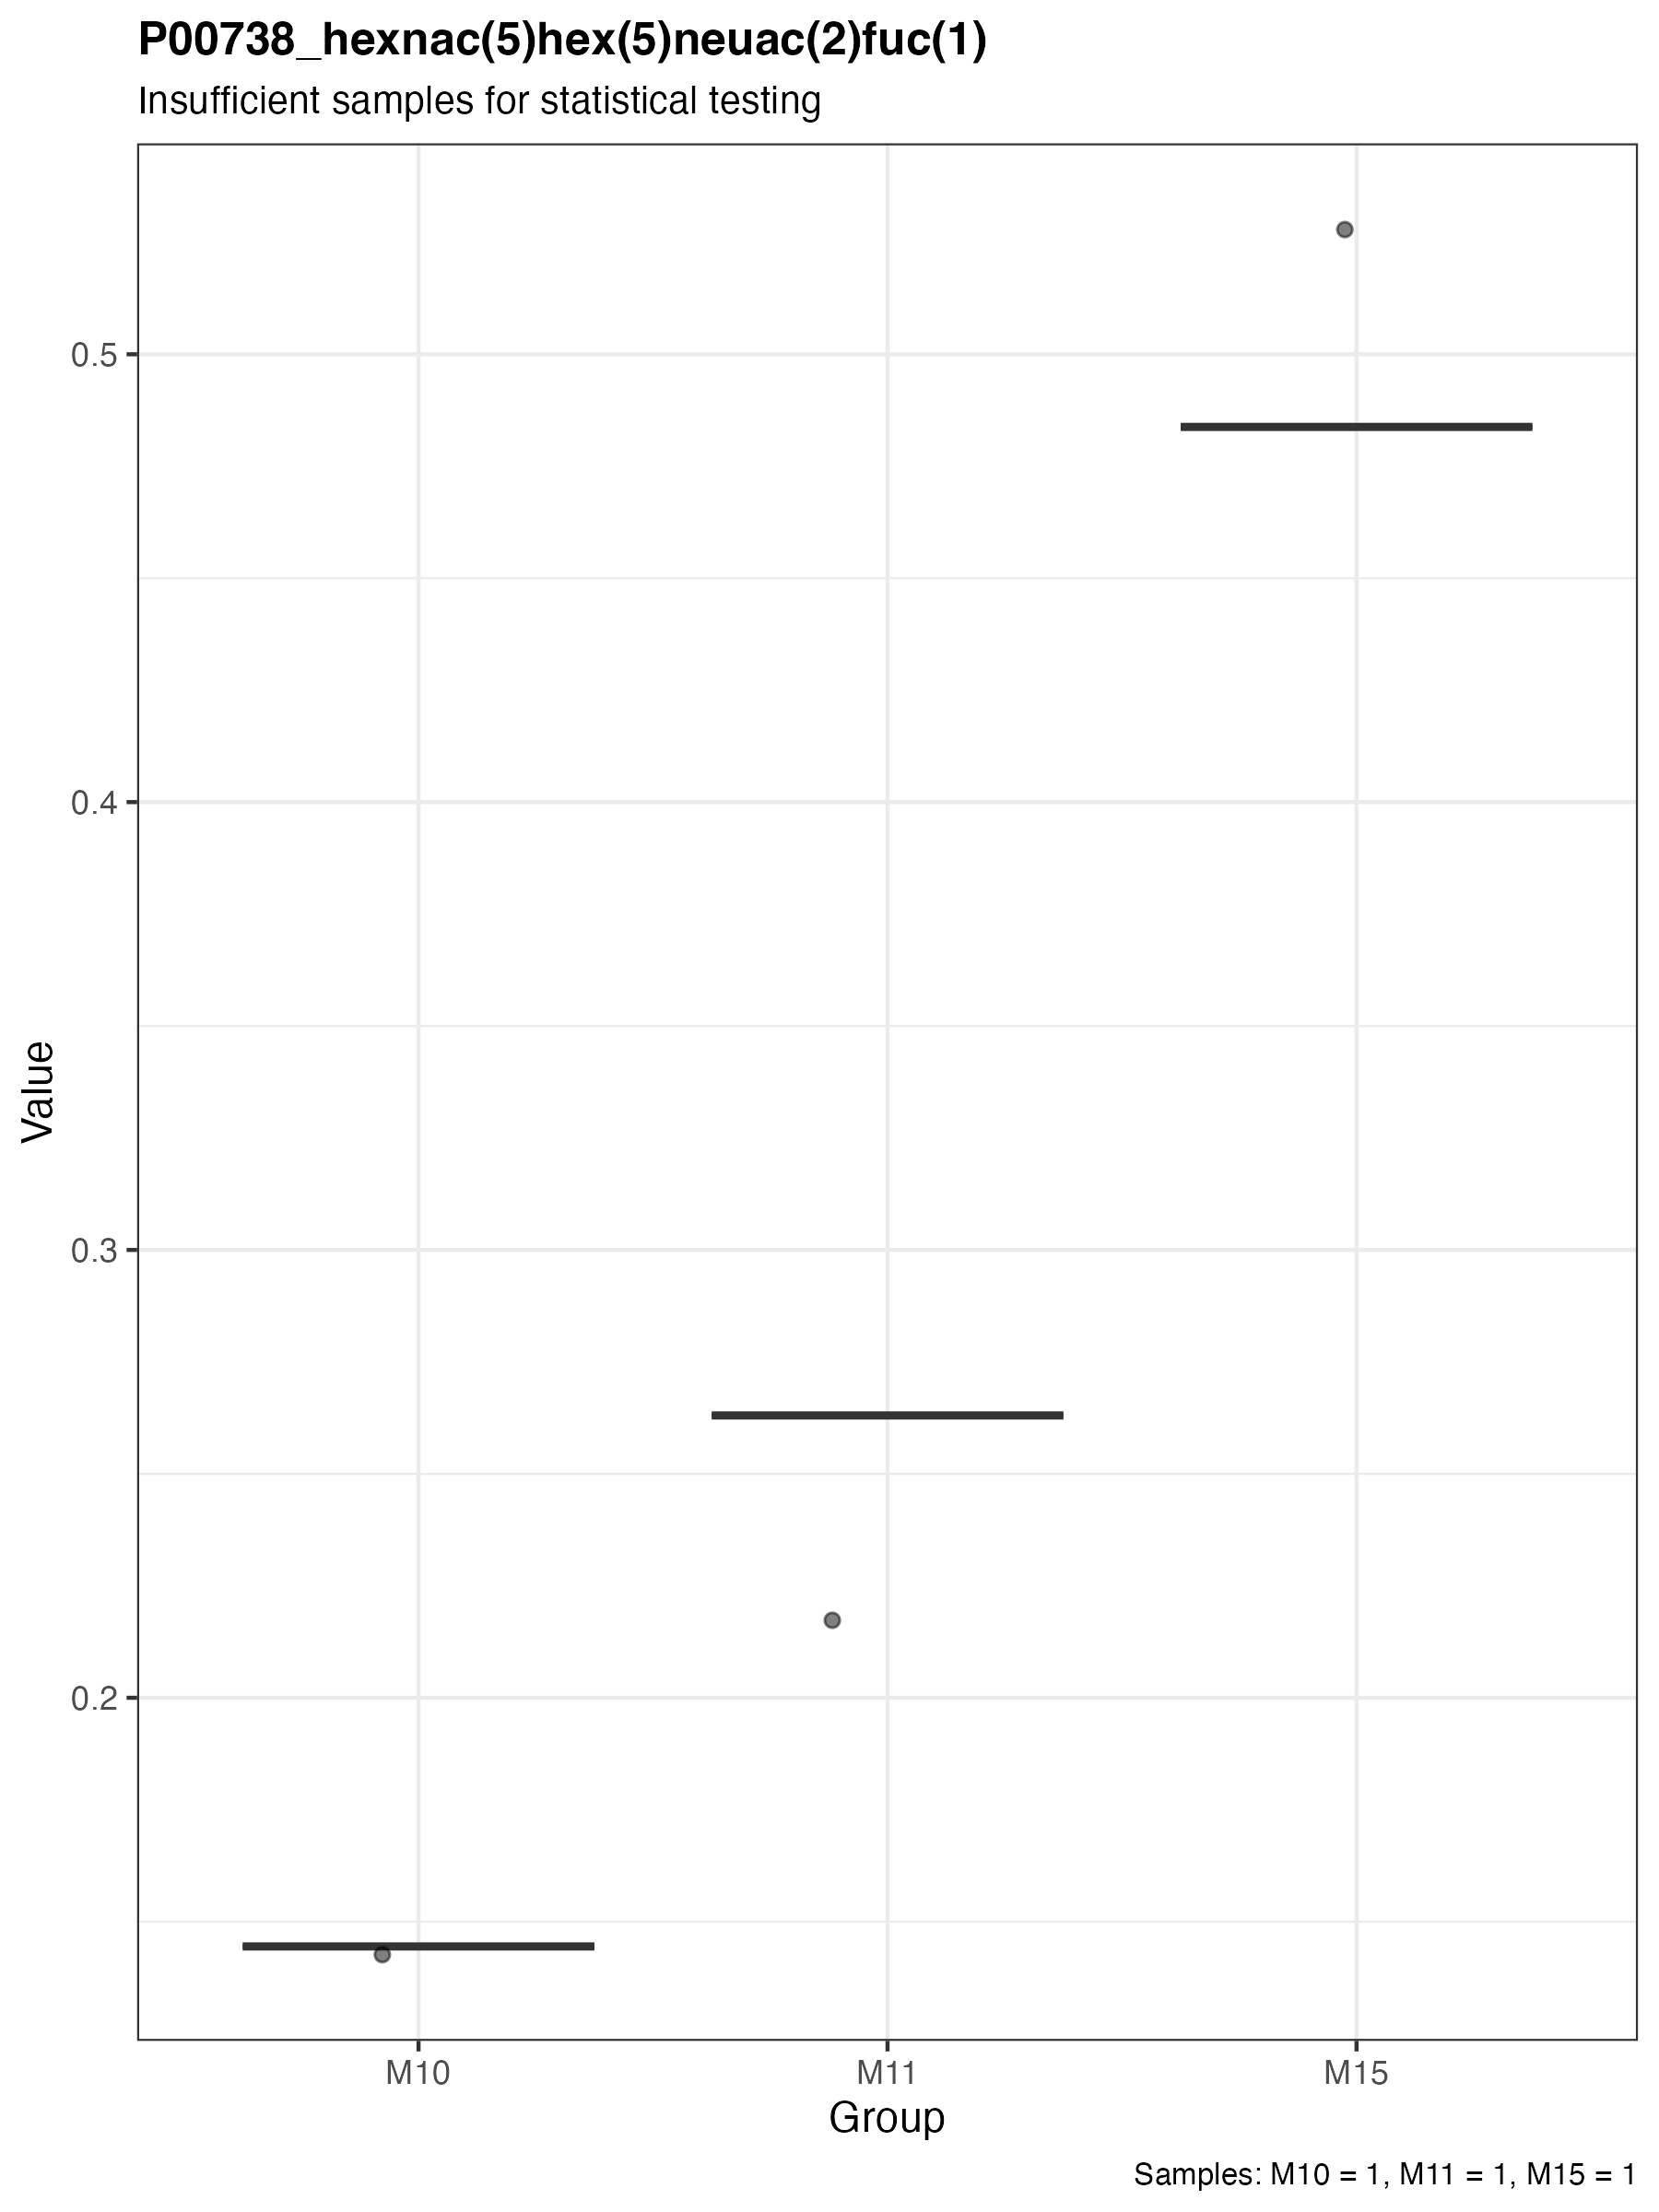 P00738_hexnac(5)hex(5)neuac(2)fuc(1)
Insufficient samples for statistical testing
0.5
0.4
0.3
0.2
Value
M10 M11 M15
Group
Samples: M10 = 1, M11 = 1, M15 = 1